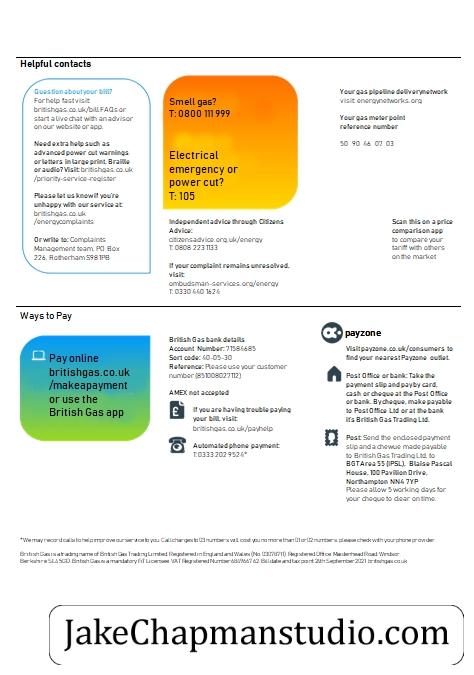 Helpful contacts
Question about your bill?
For help fast visit
britishgas.co.uk/bill FAQs or
start a live chat with an advisor
on our website or app.
Need extra help such as
advanced power cut warnings
or letters in large print, Braille
or audio? Visit: britishgas.co.uk
/priority-service-register
Please let us know if you're
unhappy with our service at:
britishgas.co.uk
/energycomplaints
Or write to: Complaints
Management team, PO Box
226, Rotherham S98 1PB
Smell gas?
T: 0800 111 999
Electrical
emergency or
power cut?
T: 105
Independent advice through Citizens
Advice:
citizensadvice.org.uk/energy
T: 0808 223 1133
If your complaint remains unresolved,
visit:
ombudsman-services.org/energy
T: 0330 440 1624
Your gas pipeline delivery network
visit energynetworks.org
Your gas meter point
reference number
50 90 46 07 03
Scan this on a price
comparison app
to compare your
tariff with others
on the market
Ways to Pay
Pay online
britishgas.co.uk
/makeapayment
or use the
British Gas app
British Gas bank details
Account Number: 71584685
Sort code: 40-05-30
Reference: Please use your customer
number (851008027112)
AMEX not accepted
If you are having trouble paying
your bill, visit:
britishgas.co.uk/payhelp
Automated phone payment:
T:0333 202 9524*
payzone
Visit payzone.co.uk/consumers to
find your nearest Payzone outlet.
Post Office or bank: Take the
payment slip and pay by card,
cash or cheque at the Post Office
or bank. By cheque, make payable
to Post Office Ltd or at the bank
it's British Gas Trading Ltd.
Post: Send the enclosed payment
slip and a chewue made payable
to British Gas Trading Ltd, to
BGT Area 55 (IPSL), Blaise Pascal
House, 100 Pavilion Drive,
Northampton NN4 7YP
Please allow 5 working days for
your cheque to clear on time.
*We may record calls to help improve our service to you. Call charges to 03 numbers will cost you no more than 01 or 02 numbers, please check with your phone provider
British Gas is a trading name of British Gas Trading Limited. Registered in England and Wales (No. 03078711). Registered Office: Maidenhead Road, Windsor,
Berkshire SL4 5GD. British Gas is a mandatory FiT Licensee. VAT Registered Number 684966762. Bill date and tax point 26th September 2021 britishgas.co.uk
JakeChapmanstudio.com